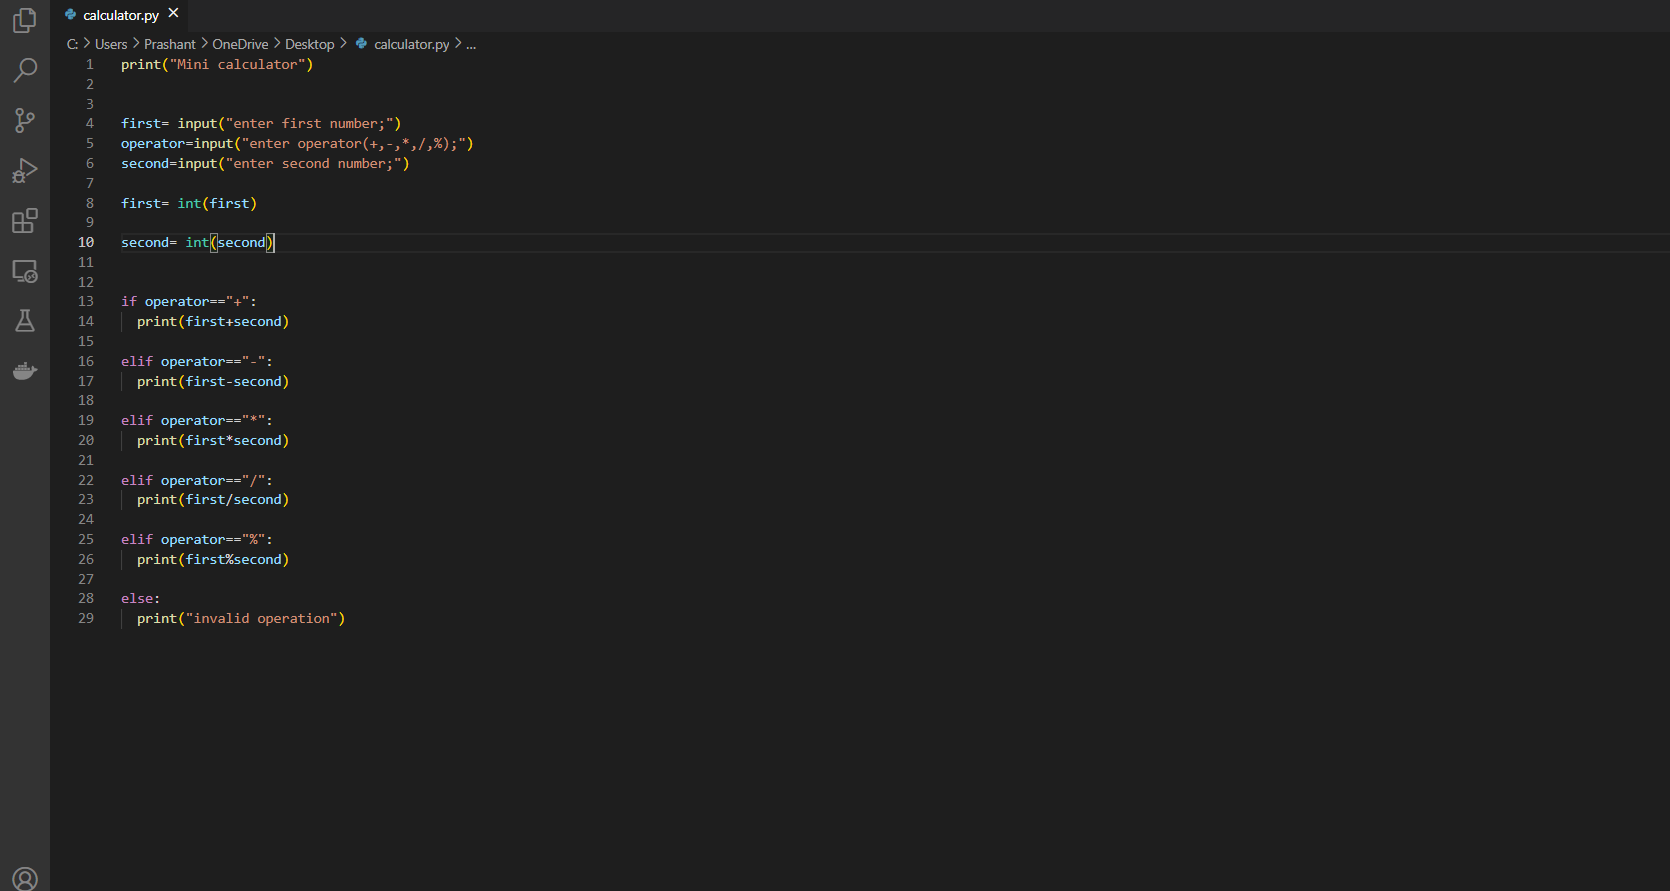 calculator.py
C: > Users > Prashant > OneDrive > Desktop > calculator.py > ...
1 print("Mini calculator")
2
3
4 first= input("enter first number;")
5 operator=input("enter operator(+,-,*,/,%);")
6 second=input("enter second number;")
7
8 first= int(first)
9
10 second= int(second)
11
12
13 if operator=="+":
14   print(first+second)
15
16 elif operator=="-":
17   print(first-second)
18
19 elif operator=="*":
20   print(first*second)
21
22 elif operator=="/":
23   print(first/second)
24
25 elif operator=="%":
26   print(first%second)
27
28 else:
29   print("invalid operation")